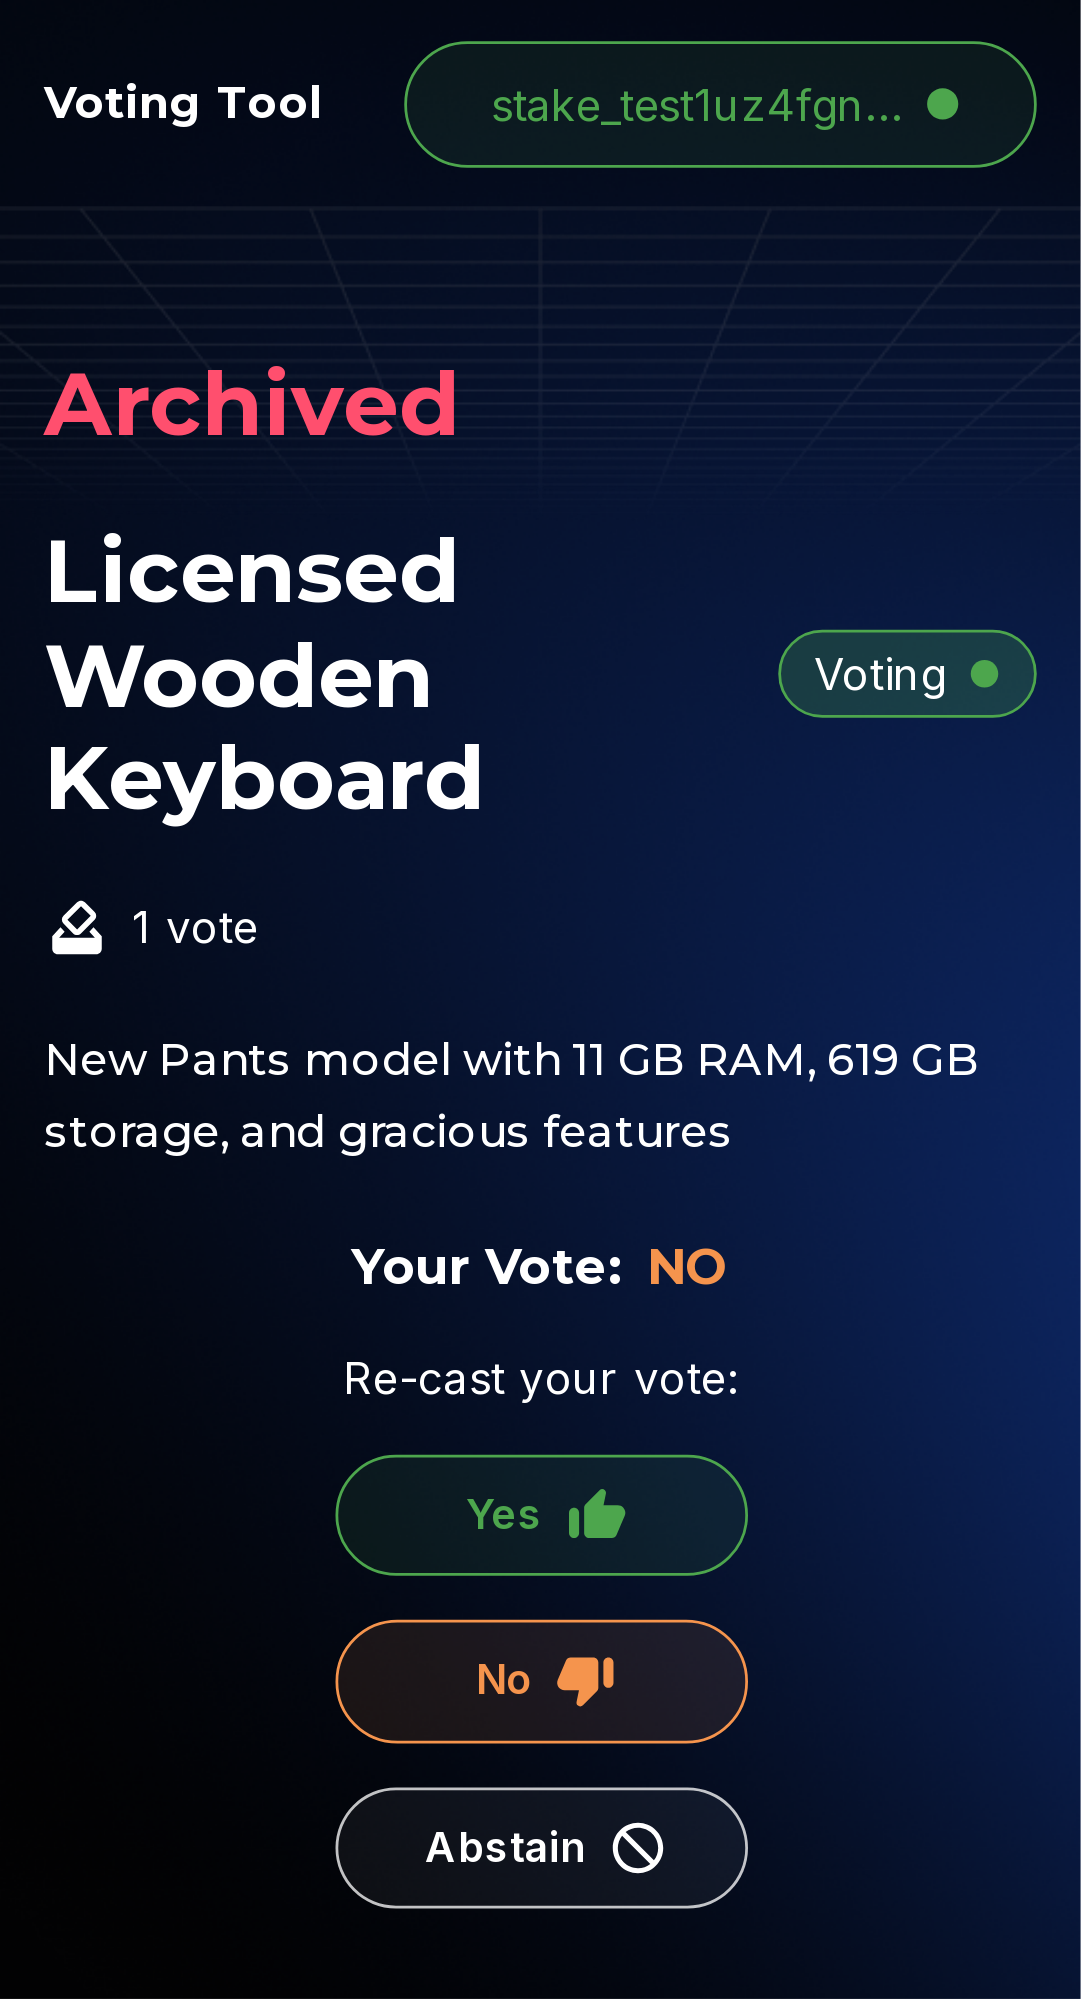 Voting Tool
stake_test1uz4fgn...
Archived
Licensed
Wooden
Keyboard
Voting
1 vote
New Pants model with 11 GB RAM, 619 GB
storage, and gracious features
Your Vote: NO
Re-cast your vote:
Yes
No
Abstain